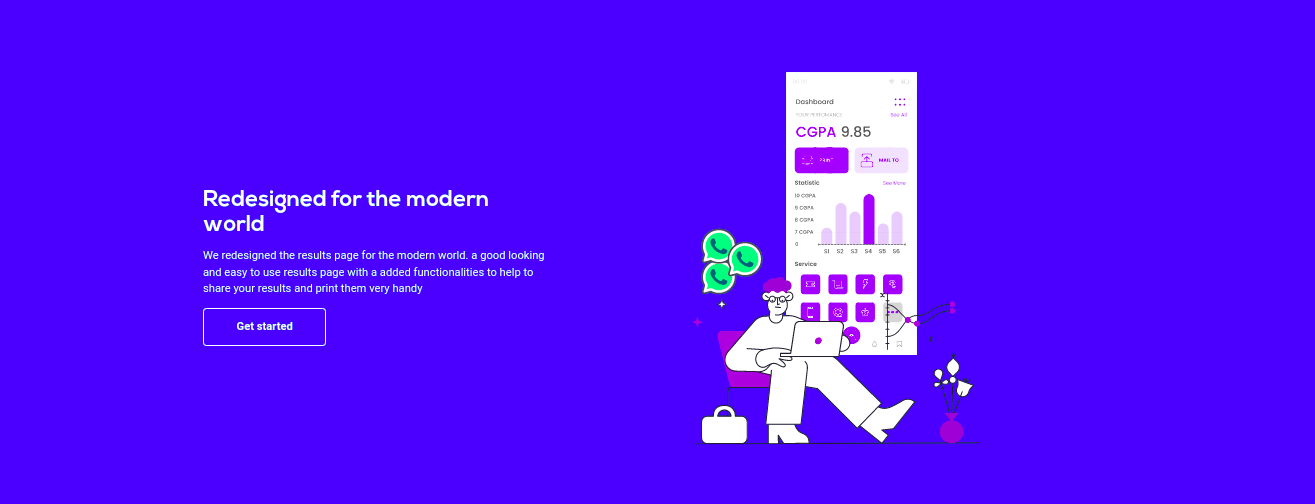 Redesigned for the modern
world
We redesigned the results page for the modern world. a good looking
and easy to use results page with a added functionalities to help to
share your results and print them very handy
Get started
Dashboard
YOUR PERFOMANCE
See All
CGPA 9.85
PRINT
MAIL TO
Statistic
See More
10 CGPA
9 CGPA
8 CGPA
7 CGPA
0
S1 S2 S3 S4 S5 S6
Service